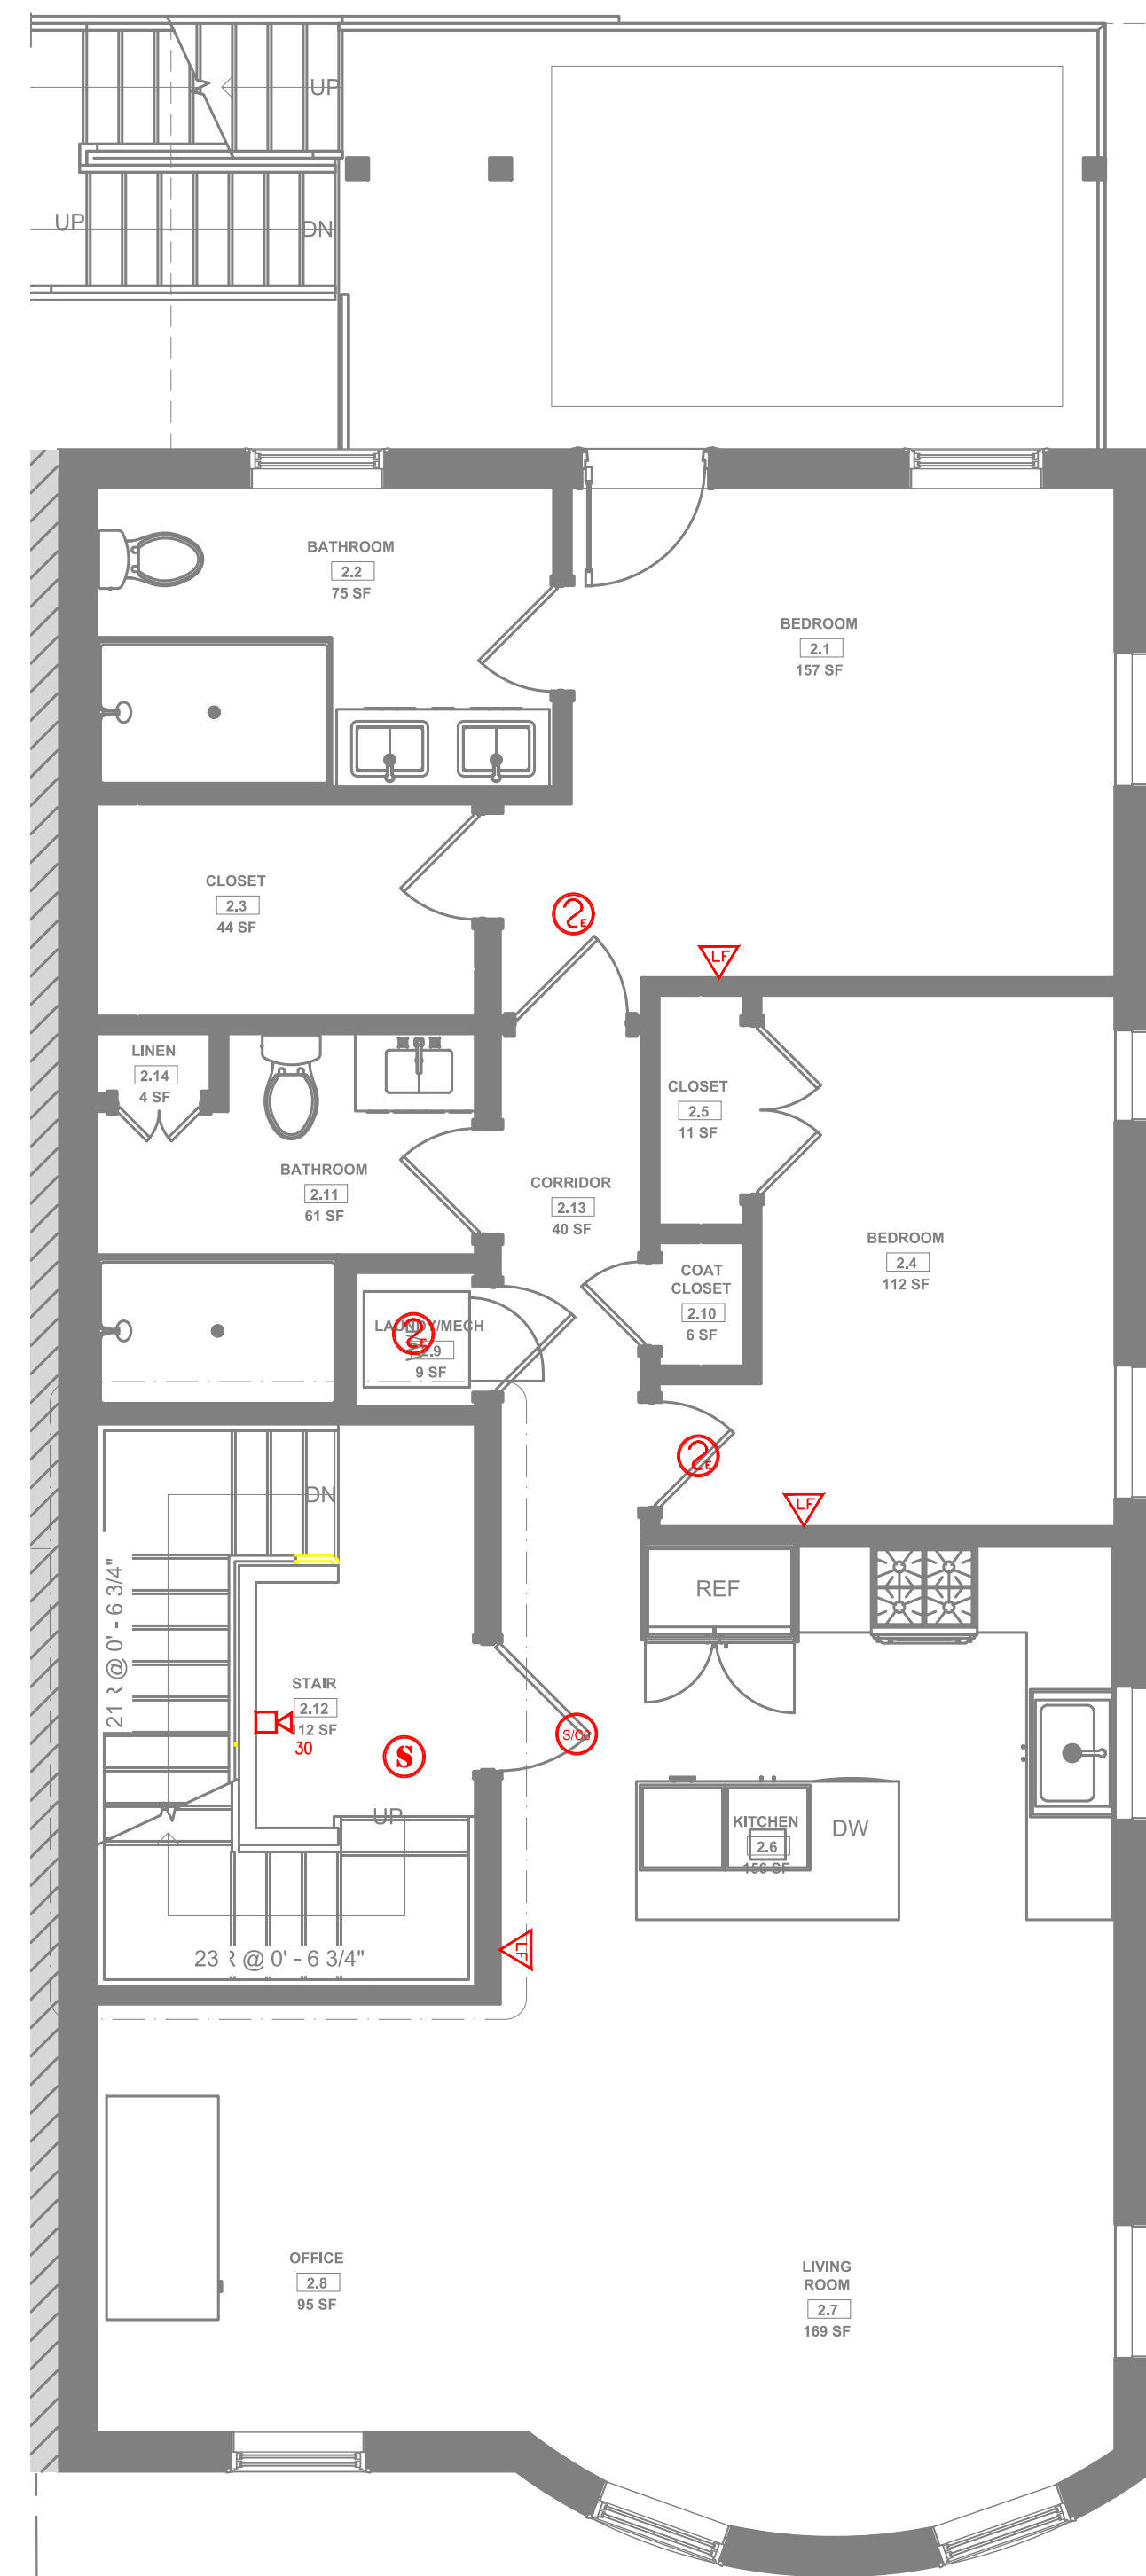 UP
UP
DN
BATHROOM
2.2
75 SF
BEDROOM
2.1
157 SF
CLOSET
2.3
44 SF
LF
LINEN
2.14
4 SF
CLOSET
2.5
11 SF
BATHROOM
2.11
61 SF
CORRIDOR
2.13
40 SF
BEDROOM
2.4
112 SF
COAT
CLOSET
2.10
6 SF
9 SF
DN
LF
21 R @ 0' - 6 3/4"
REF
STAIR
2.12
112 SF
30
S
UP
KITCHEN
2.6
156 SF
DW
LF
23 R @ 0' - 6 3/4"
OFFICE
2.8
95 SF
LIVING
ROOM
2.7
169 SF